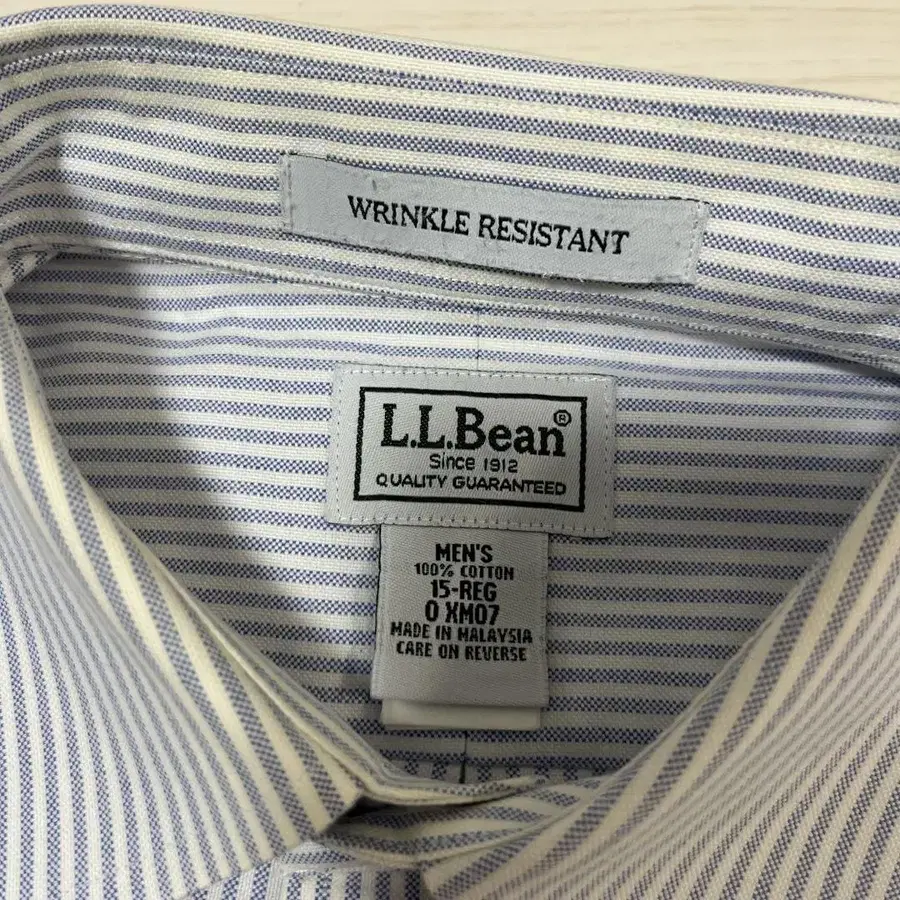 WRINKLE RESISTANT
L.L.Bean®
Since 1912
QUALITY GUARANTEED
MEN'S
100% COTTON
15-REG
0 XM07
MADE IN MALAYSIA
CARE ON REVERSE